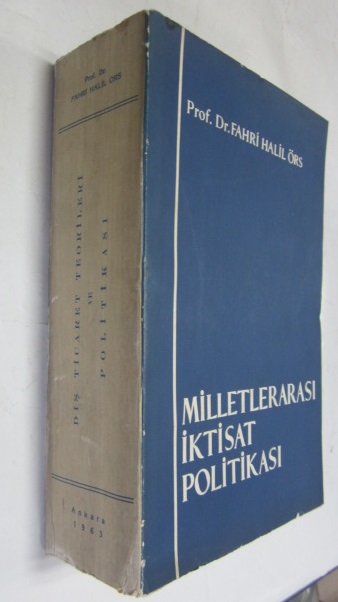 Prof. Dr. FAHRİ HALİL ÖRS
MİLLETLERARASI
İKTİSAT
POLİTİKASI
Prof. Dr.
FAHRİ HALİL ÖRS
DIŞ TİCARET TEORİLERİ
VE
POLİTİKASI
Ankara
1963